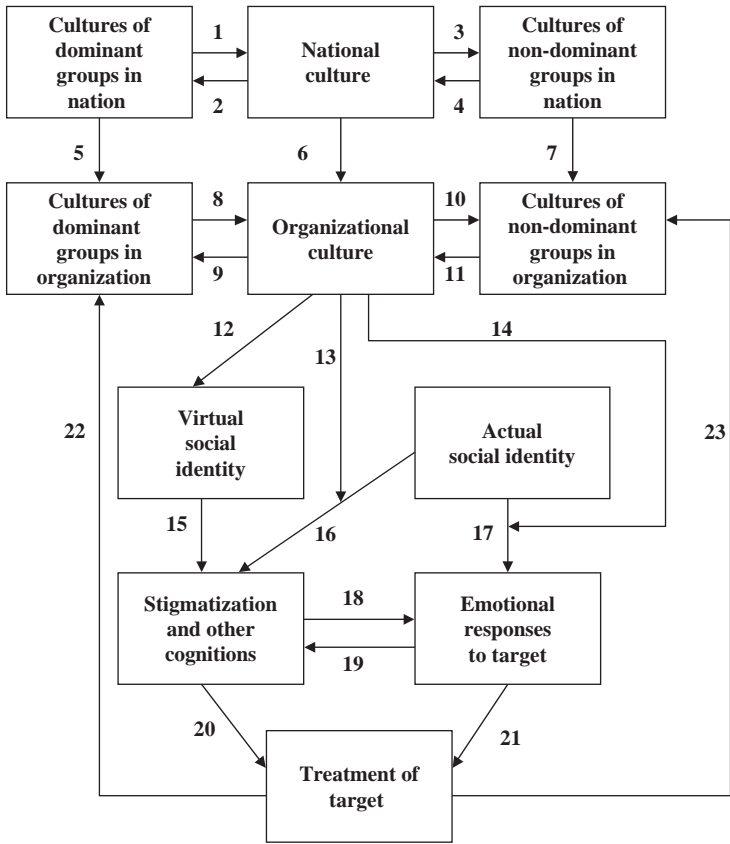 Cultures of
dominant
groups in
nation
1
2
National
culture
3
4
Cultures of
non-dominant
groups in
nation
5
6
7
Cultures of
dominant
groups in
organization
8
9
Organizational
culture
10
11
Cultures of
non-dominant
groups in
organization
12
13
14
22
Virtual
social
identity
Actual
social identity
23
15
16
17
Stigmatization
and other
cognitions
18
19
Emotional
responses
to target
20
21
Treatment of
target